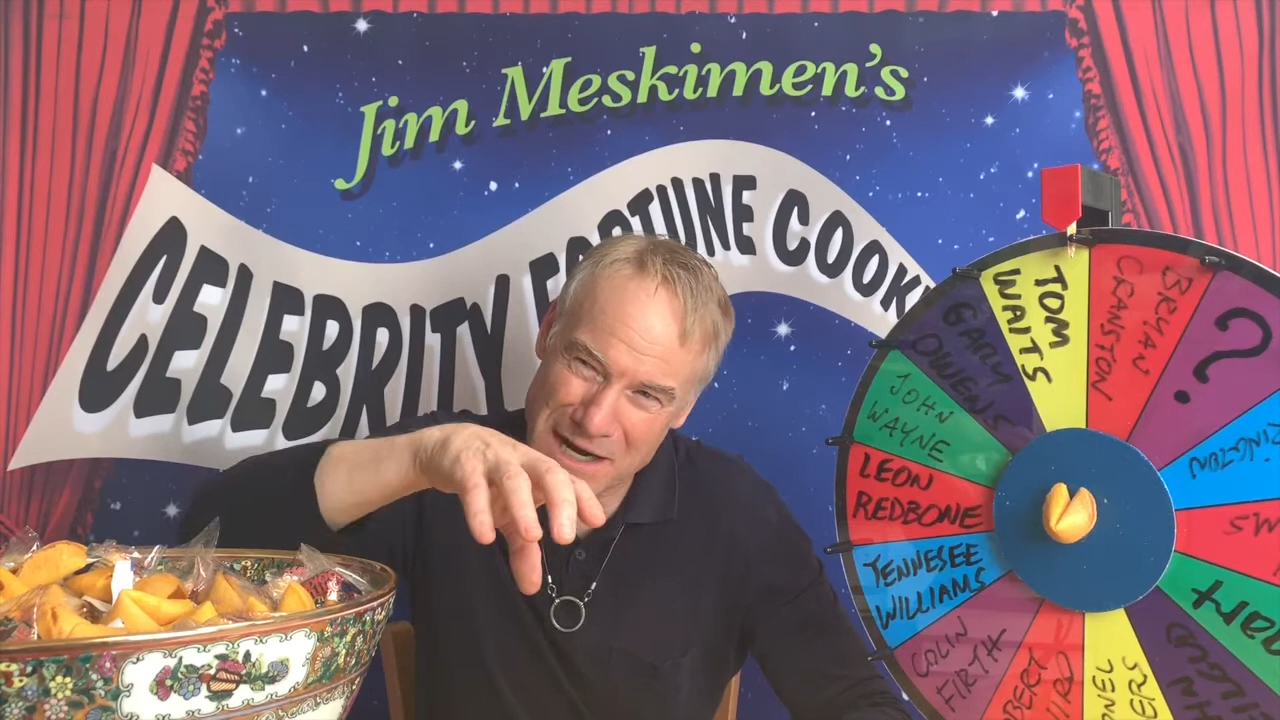 Jim Meskimen's
CELEBRITY FORTUNE COOK
TOM
WAITS
BRYAN
CRANSTON
?
GARY
OWENS
JOHN
WAYNE
LEON
REDBONE
TENNESEE
WILLIAMS
COLIN
FIRTH